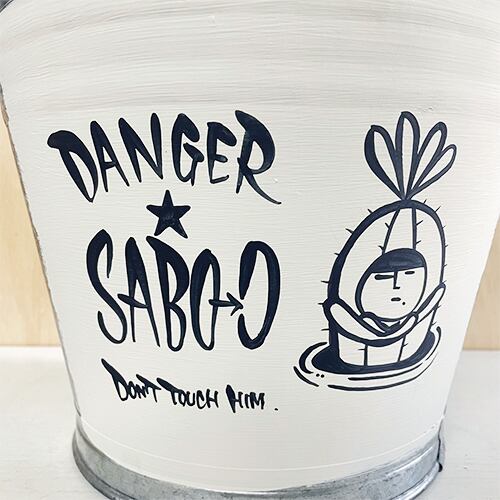 DANGER
★
SABO→O
DON'T TOUCH HIM.